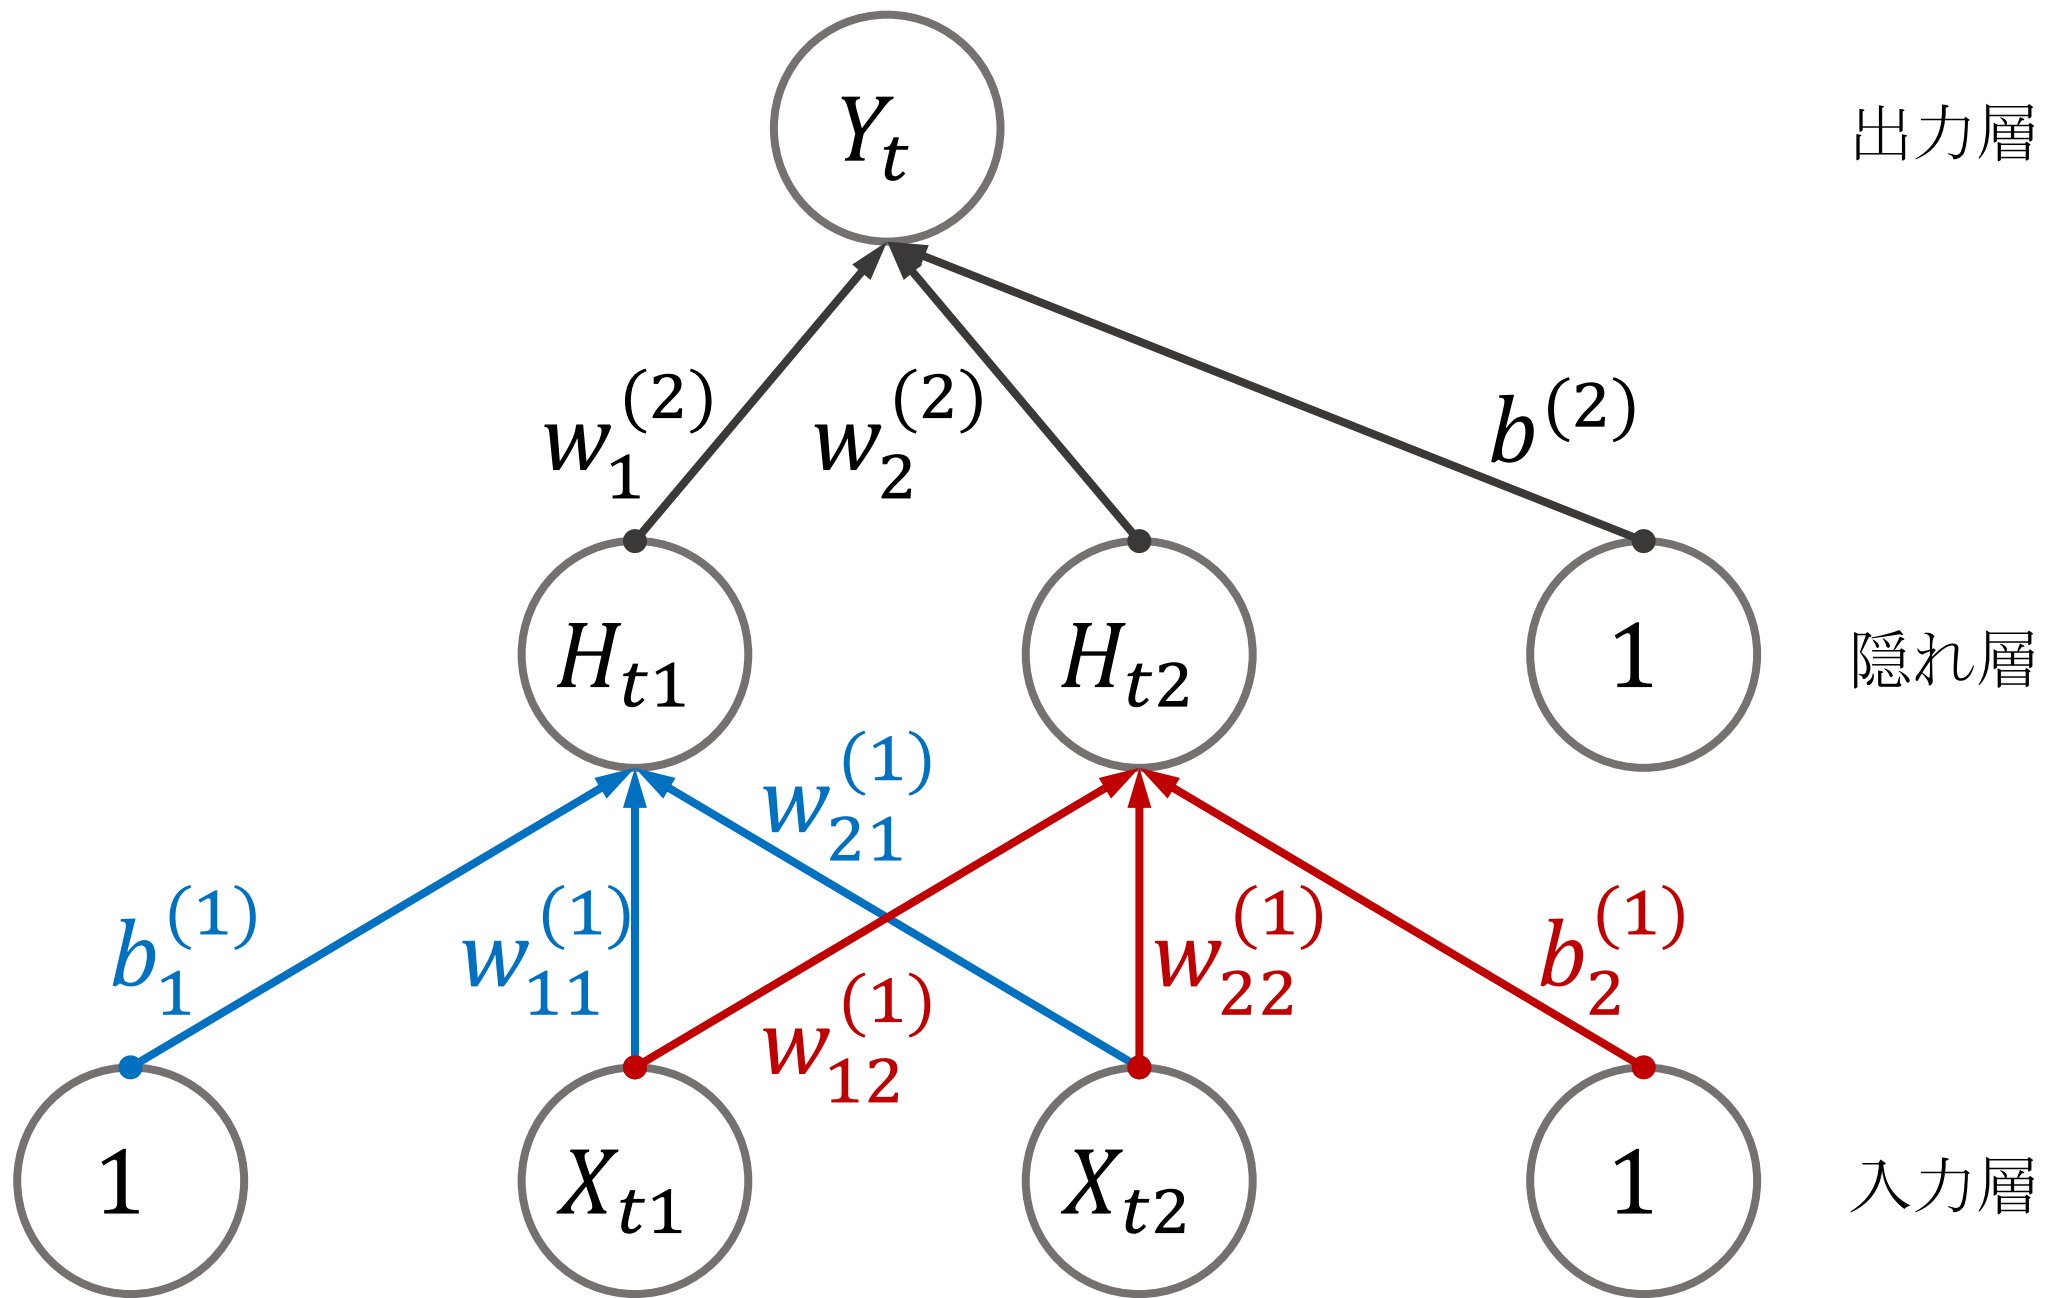 Y_t 出力層
w_1^(2) w_2^(2) b^(2)
H_t1 H_t2 1 隠れ層
w_21^(1)
b_1^(1) w_11^(1) w_22^(1) b_2^(1)
w_12^(1)
1 X_t1 X_t2 1 入力層